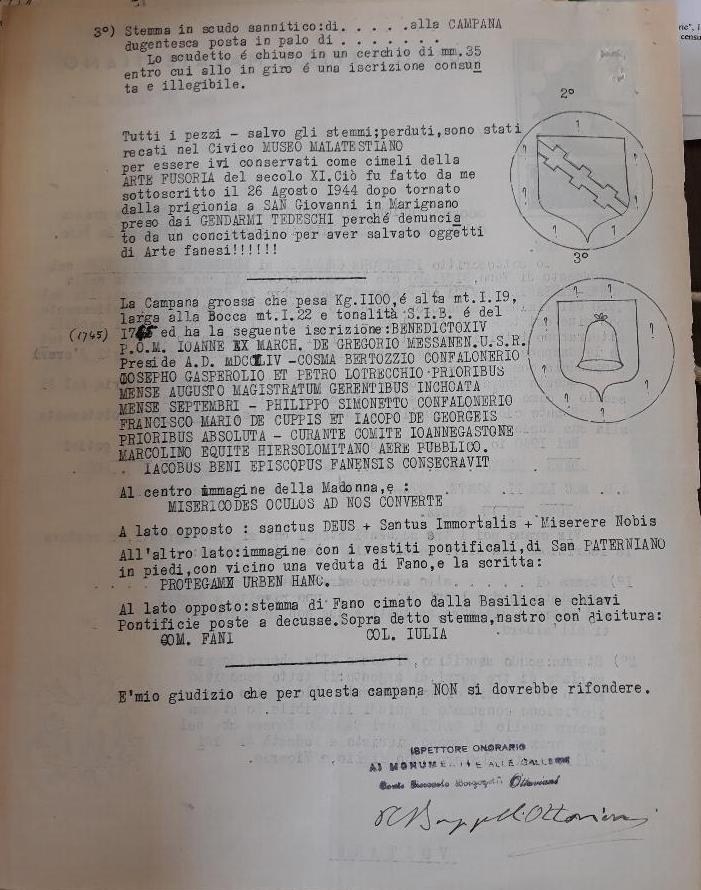 3°) Stemma in scudo sannitico:di. . . . .alla CAMPANA
dugentesca posta in palo di . . . . . . .
Lo scudetto é chiuso in un cerchio di mm.35
entro cui allo in giro é una iscrizione consun
ta e illegibile.
2°
Tutti i pezzi - salvo gli stemmi;perduti,sono stati
recati nel Civico MUSEO MALATESTIANO
per essere ivi conservati come cimeli della
ARTE FUSORIA del secolo XI.Ciò fu fatto da me
sottoscritto il 26 Agosto 1944 dopo tornato
dalla prigionia a SAN Giovanni in Marignano
preso dai GENDARMI TEDESCHI perché denuncia
to da un concittadino per aver salvato oggetti
di Arte fanesi!!!!!!
3°
La Campana grossa che pesa Kg.II00,é alta mt.I.I9,
larga alla Bocca mt.I.22 e tonalità S.I.B. é del
(1745) I745 ed ha la seguente iscrizione:BENEDICTOXIV
P.O.M. IOANNE EX MARCH. DE GREGORIO MESSANEN.U.S.R.
Preside A.D. MDCCLIV -COSMA BERTOZZIO CONFALONERIO
IOSEPHO GASPEROLIO ET PETRO LOTRECCHIO PRIORIBUS
MENSE AUGUSTO MAGISTRATUM GERENTIBUS INCHOATA
MENSE SEPTEMBRI - PHILIPPO SIMONETTO CONFALONERIO
FRANCISCO MARIO DE CUPPIS ET IACOPO DE GEORGEIS
PRIORIBUS ABSOLUTA - CURANTE COMITE IOANNEGASTONE
MARCOLINO EQUITE HIERSOLOMITANO AERE PUBBLICO.
IACOBUS BENI EPISCOPUS FANENSIS CONSECRAVIT
Al centro immagine della Madonna,e :
MISERICODES OCULOS AD NOS CONVERTE
A lato opposto : sanctus DEUS + Santus Immortalis + Miserere Nobis
All'altro lato:immagine con i vestiti pontificali,di San PATERNIANO
in piedi,con vicino una veduta di Fano,e la scritta:
PROTEGAMX URBEN HANC.
Al lato opposto:stemma di Fano cimato dalla Basilica e chiavi
Pontificie poste a decusse.Sopra detto stemma,nastro con dicitura:
COM. FANI COL. IULIA
E'mio giudizio che per questa campana NON si dovrebbe rifondere.
ISPETTORE ONORARIO
AI MONUMENTI E ALLE GALLERIE
Conte Ottaviani